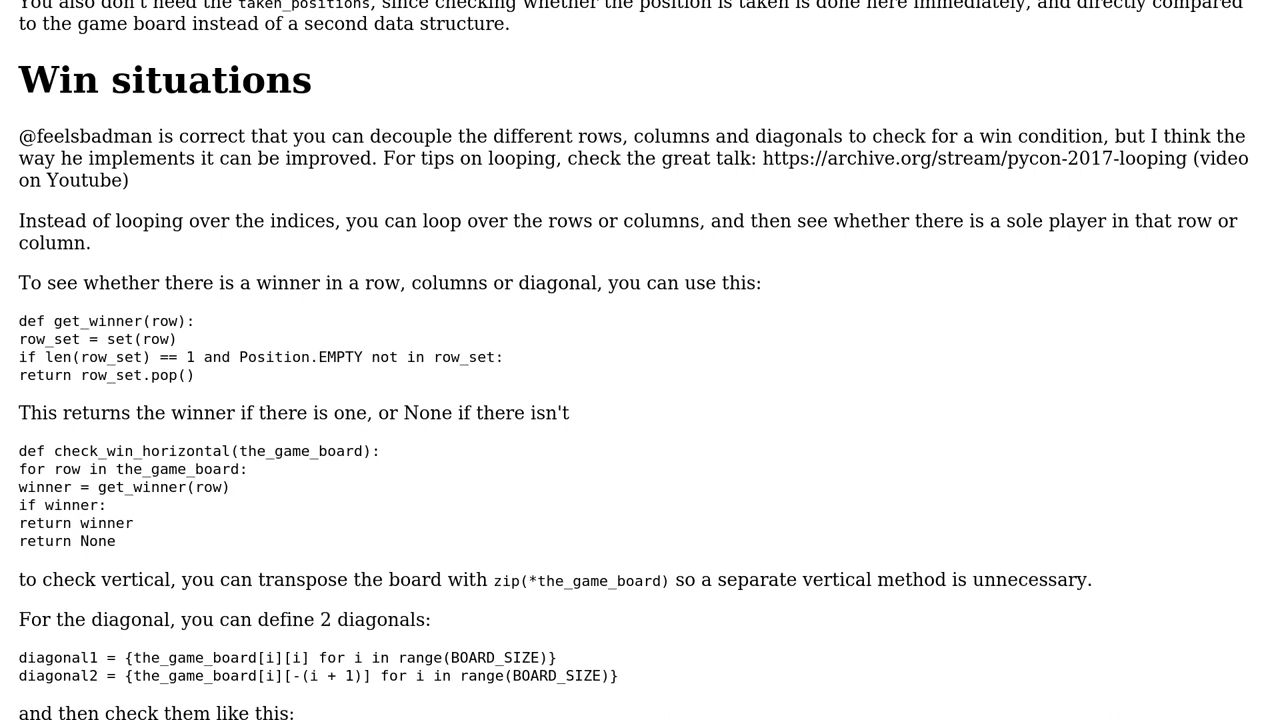 You also don't need the taken_positions, since checking whether the position is taken is done here immediately, and directly compared
to the game board instead of a second data structure.
Win situations
@feelsbadman is correct that you can decouple the different rows, columns and diagonals to check for a win condition, but I think the
way he implements it can be improved. For tips on looping, check the great talk: https://archive.org/stream/pycon-2017-looping (video
on Youtube)
Instead of looping over the indices, you can loop over the rows or columns, and then see whether there is a sole player in that row or
column.
To see whether there is a winner in a row, columns or diagonal, you can use this:
def get_winner(row):
row_set = set(row)
if len(row_set) == 1 and Position.EMPTY not in row_set:
return row_set.pop()
This returns the winner if there is one, or None if there isn't
def check_win_horizontal(the_game_board):
for row in the_game_board:
winner = get_winner(row)
if winner:
return winner
return None
to check vertical, you can transpose the board with zip(*the_game_board) so a separate vertical method is unnecessary.
For the diagonal, you can define 2 diagonals:
diagonal1 = {the_game_board[i][i] for i in range(BOARD_SIZE)}
diagonal2 = {the_game_board[i][-(i + 1)] for i in range(BOARD_SIZE)}
and then check them like this: